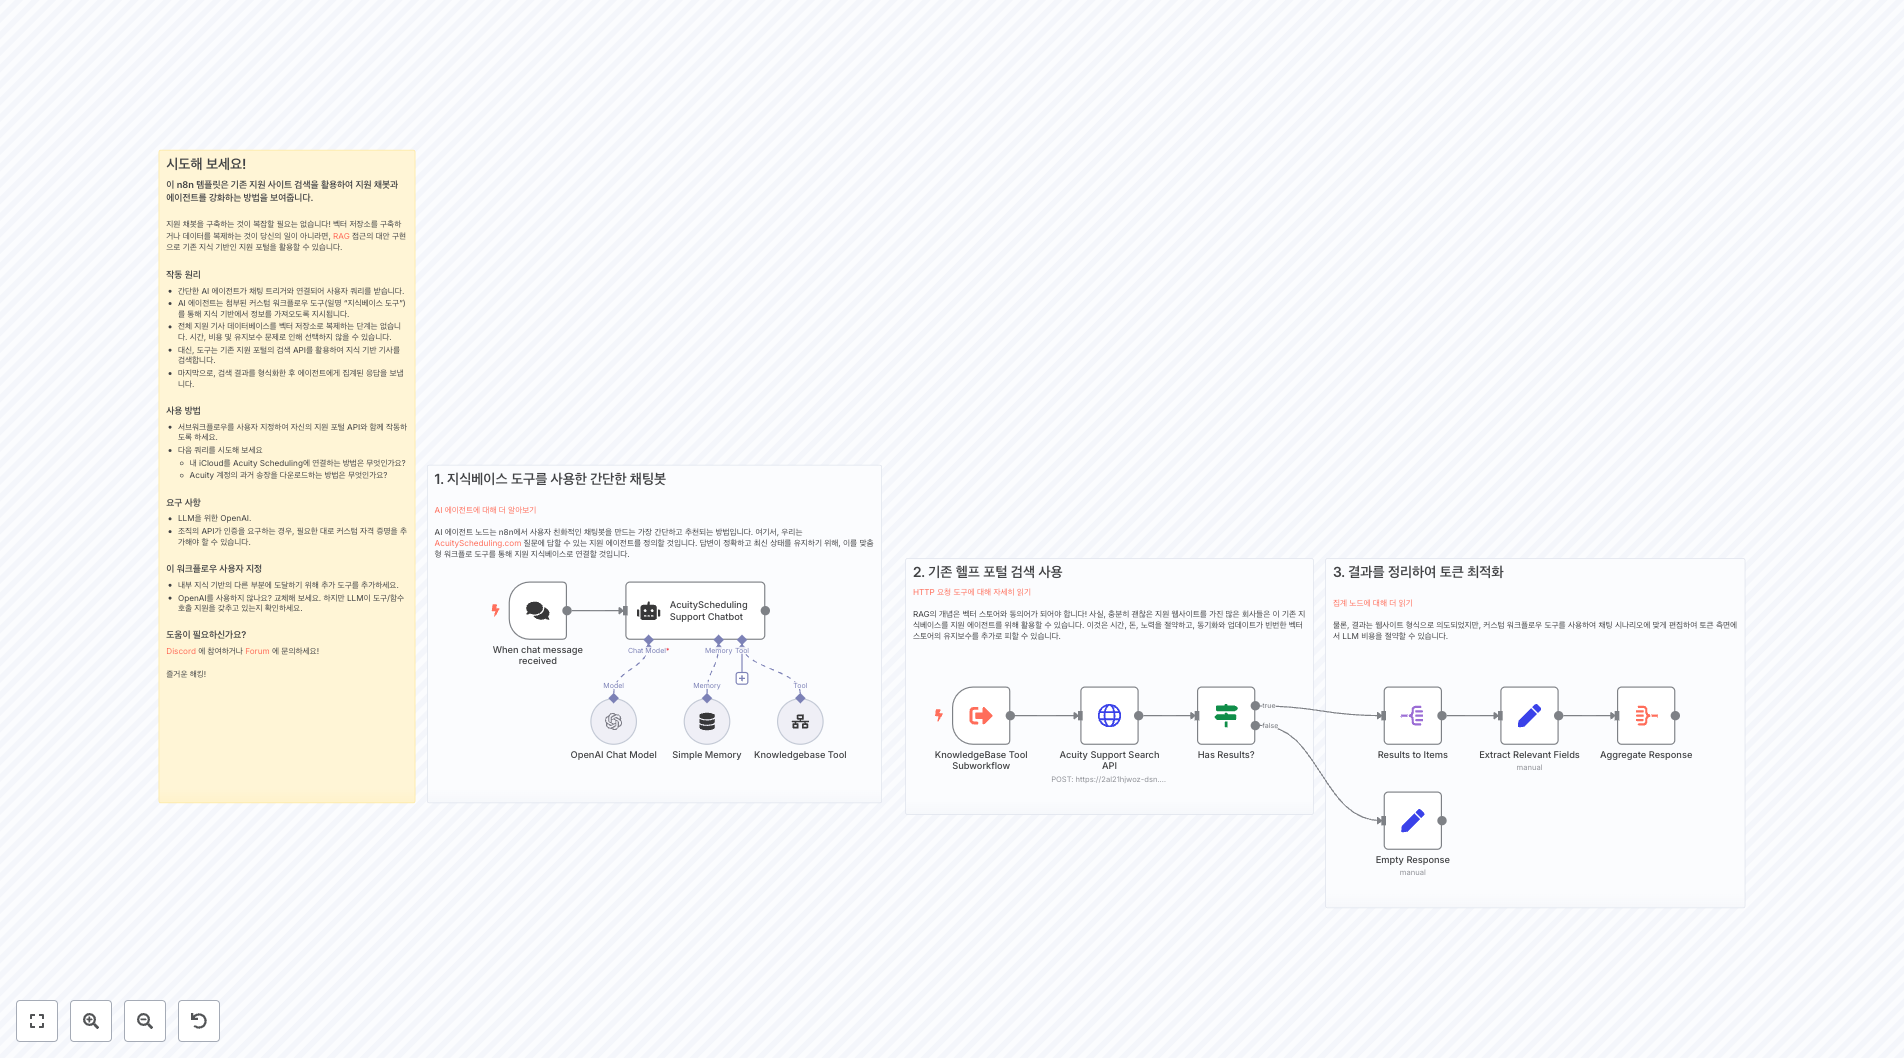 시도해 보세요!
이 n8n 템플릿은 기존 지원 사이트 검색을 활용하여 지원 채봇과
에이전트를 강화하는 방법을 보여줍니다.
지원 채봇을 구축하는 것이 복잡할 필요는 없습니다! 벡터 저장소를 구축하
거나 데이터를 복제하는 것이 당신의 일이 아니라면, RAG 접근의 대안 구현
으로 기존 지식 기반인 지원 포털을 활용할 수 있습니다.
작동 원리
• 간단한 AI 에이전트가 채팅 트리거와 연결되어 사용자 쿼리를 받습니다.
• AI 에이전트는 첨부된 커스텀 워크플로우 도구(일명 “지식베이스 도구”)
를 통해 지식 기반에서 정보를 가져오도록 지시됩니다.
• 전체 지원 기사 데이터베이스를 벡터 저장소로 복제하는 단계는 없습니
다. 시간, 비용 및 유지보수 문제로 인해 선택하지 않을 수 있습니다.
• 대신, 도구는 기존 지원 포털의 검색 API를 활용하여 지식 기반 기사를
검색합니다.
• 마지막으로, 검색 결과를 형식화한 후 에이전트에게 집계된 응답을 보냅
니다.
사용 방법
• 서브워크플로우를 사용자 지정하여 자신의 지원 포털 API와 함께 작동하
도록 하세요.
• 다음 쿼리를 시도해 보세요
◦ 내 iCloud를 Acuity Scheduling에 연결하는 방법은 무엇인가요?
◦ Acuity 계정의 과거 송장을 다운로드하는 방법은 무엇인가요?
요구 사항
• LLM을 위한 OpenAI.
• 조직의 API가 인증을 요구하는 경우, 필요한 대로 커스텀 자격 증명을 추
가해야 할 수 있습니다.
이 워크플로우 사용자 지정
• 내부 지식 기반의 다른 부분에 도달하기 위해 추가 도구를 추가하세요.
• OpenAI를 사용하지 않나요? 교체해 보세요. 하지만 LLM이 도구/함수
호출 지원을 갖추고 있는지 확인하세요.
도움이 필요하신가요?
Discord 에 참여하거나 Forum 에 문의하세요!
즐거운 해킹!
1. 지식베이스 도구를 사용한 간단한 채팅봇
AI 에이전트에 대해 더 알아보기
AI 에이전트 노드는 n8n에서 사용자 친화적인 채팅봇을 만드는 가장 간단하고 추천되는 방법입니다. 여기서, 우리는
AcuityScheduling.com 질문에 답할 수 있는 지원 에이전트를 정의할 것입니다. 답변이 정확하고 최신 상태를 유지하기 위해, 이를 맞춤
형 워크플로 도구를 통해 지원 지식베이스로 연결할 것입니다.
When chat message
received
AcuityScheduling
Support Chatbot
Chat Model*
Memory
Tool
+
Model
Memory
Tool
OpenAI Chat Model
Simple Memory
Knowledgebase Tool
2. 기존 헬프 포털 검색 사용
HTTP 요청 도구에 대해 자세히 읽기
RAG의 개념은 벡터 스토어와 동의어가 되어야 합니다! 사실, 충분히 괜찮은 지원 웹사이트를 가진 많은 회사들은 이 기존 지
식베이스를 지원 에이전트를 위해 활용할 수 있습니다. 이것은 시간, 돈, 노력을 절약하고, 동기화와 업데이트가 빈번한 벡터
스토어의 유지보수를 추가로 피할 수 있습니다.
KnowledgeBase Tool
Subworkflow
Acuity Support Search
API
POST: https://2al21hjwoz-dsn....
Has Results?
true
false
3. 결과를 정리하여 토큰 최적화
집계 노드에 대해 더 읽기
물론, 결과는 웹사이트 형식으로 의도되었지만, 커스텀 워크플로우 도구를 사용하여 채팅 시나리오에 맞게 편집하여 토큰 측면에
서 LLM 비용을 절약할 수 있습니다.
Results to Items
Extract Relevant Fields
manual
Aggregate Response
Empty Response
manual